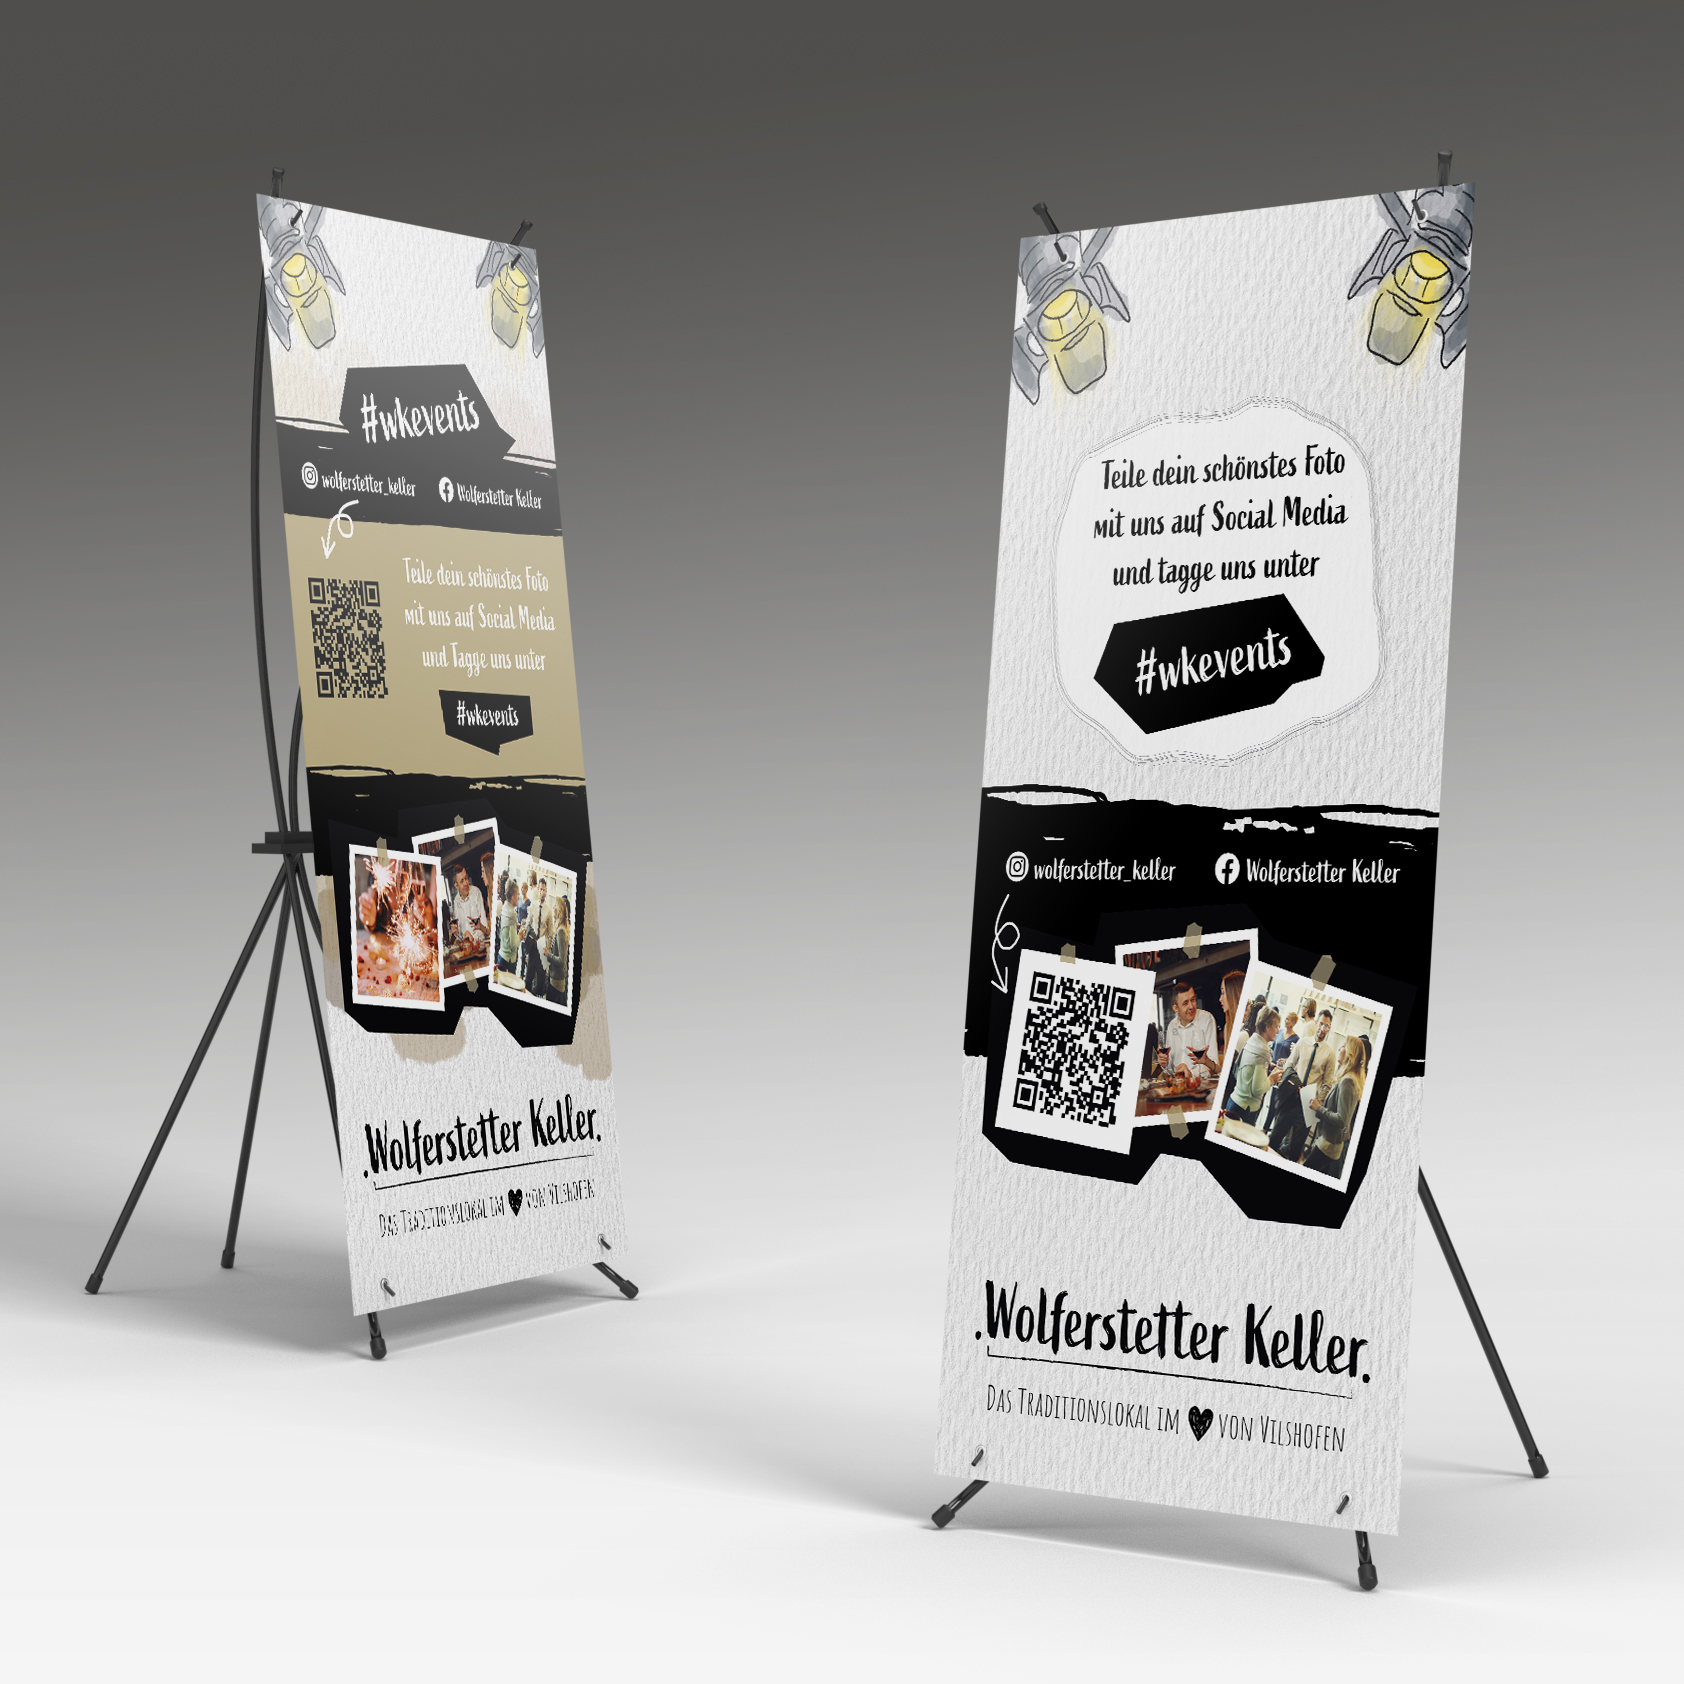 #wkevents
wolferstetter_keller
Wolferstetter Keller
Teile dein schönstes Foto
mit uns auf Social Media
und Tagge uns unter
#wkevents
.Wolferstetter Keller.
Das Traditionslokal im
von Vilshofen
Teile dein schönstes Foto
mit uns auf Social Media
und tagge uns unter
#wkevents
wolferstetter_keller
Wolferstetter Keller
.Wolferstetter Keller.
Das Traditionslokal im
von Vilshofen